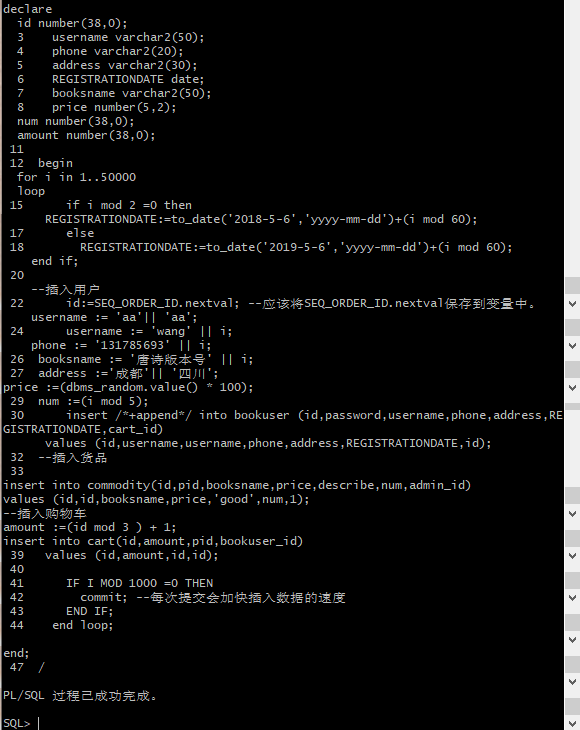 declare
  id number(38,0);
  3    username varchar2(50);
  4    phone varchar2(20);
  5    address varchar2(30);
  6    REGISTRATIONDATE date;
  7    booksname varchar2(50);
  8    price number(5,2);
  num number(38,0);
  amount number(38,0);
 11
 12  begin
  for i in 1..50000
  loop
 15      if i mod 2 =0 then
      REGISTRATIONDATE:=to_date('2018-5-6','yyyy-mm-dd')+(i mod 60);
 17      else
 18        REGISTRATIONDATE:=to_date('2019-5-6','yyyy-mm-dd')+(i mod 60);
    end if;
 20
    --插入用户
 22      id:=SEQ_ORDER_ID.nextval; --应该将SEQ_ORDER_ID.nextval保存到变量中。
    username := 'aa'|| 'aa';
 24      username := 'wang' || i;
    phone := '131785693' || i;
 26  booksname := '唐诗版本号' || i;
 27  address :='成都'|| '四川';
price :=(dbms_random.value() * 100);
 29  num :=(i mod 5);
 30      insert /*+append*/ into bookuser (id,password,username,phone,address,RE
GISTRATIONDATE,cart_id)
      values (id,username,username,phone,address,REGISTRATIONDATE,id);
 32  --插入货品
 33
insert into commodity(id,pid,booksname,price,describe,num,admin_id)
values (id,id,booksname,price,'good',num,1);
--插入购物车
amount :=(id mod 3 ) + 1;
insert into cart(id,amount,pid,bookuser_id)
 39   values (id,amount,id,id);
 40
 41      IF I MOD 1000 =0 THEN
 42        commit; --每次提交会加快插入数据的速度
 43      END IF;
 44    end loop;
end;
 47  /
PL/SQL 过程已成功完成。
SQL>